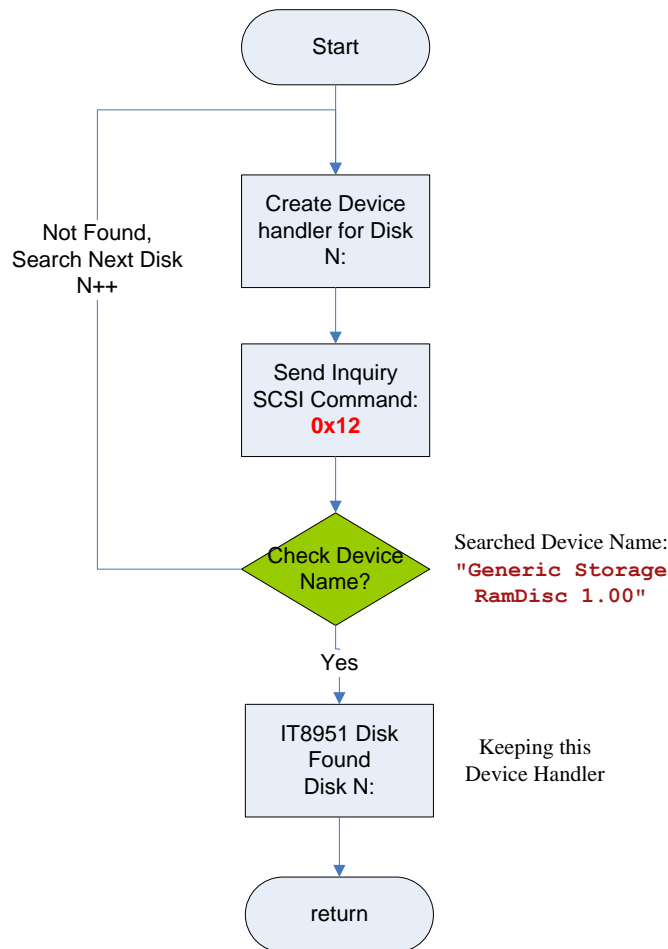 Start
Create Device
handler for Disk
N:
Not Found,
Search Next Disk
N++
Send Inquiry
SCSI Command:
0x12
Check Device
Name?
Searched Device Name:
"Generic Storage
RamDisc 1.00"
Yes
IT8951 Disk
Found
Disk N:
Keeping this
Device Handler
return